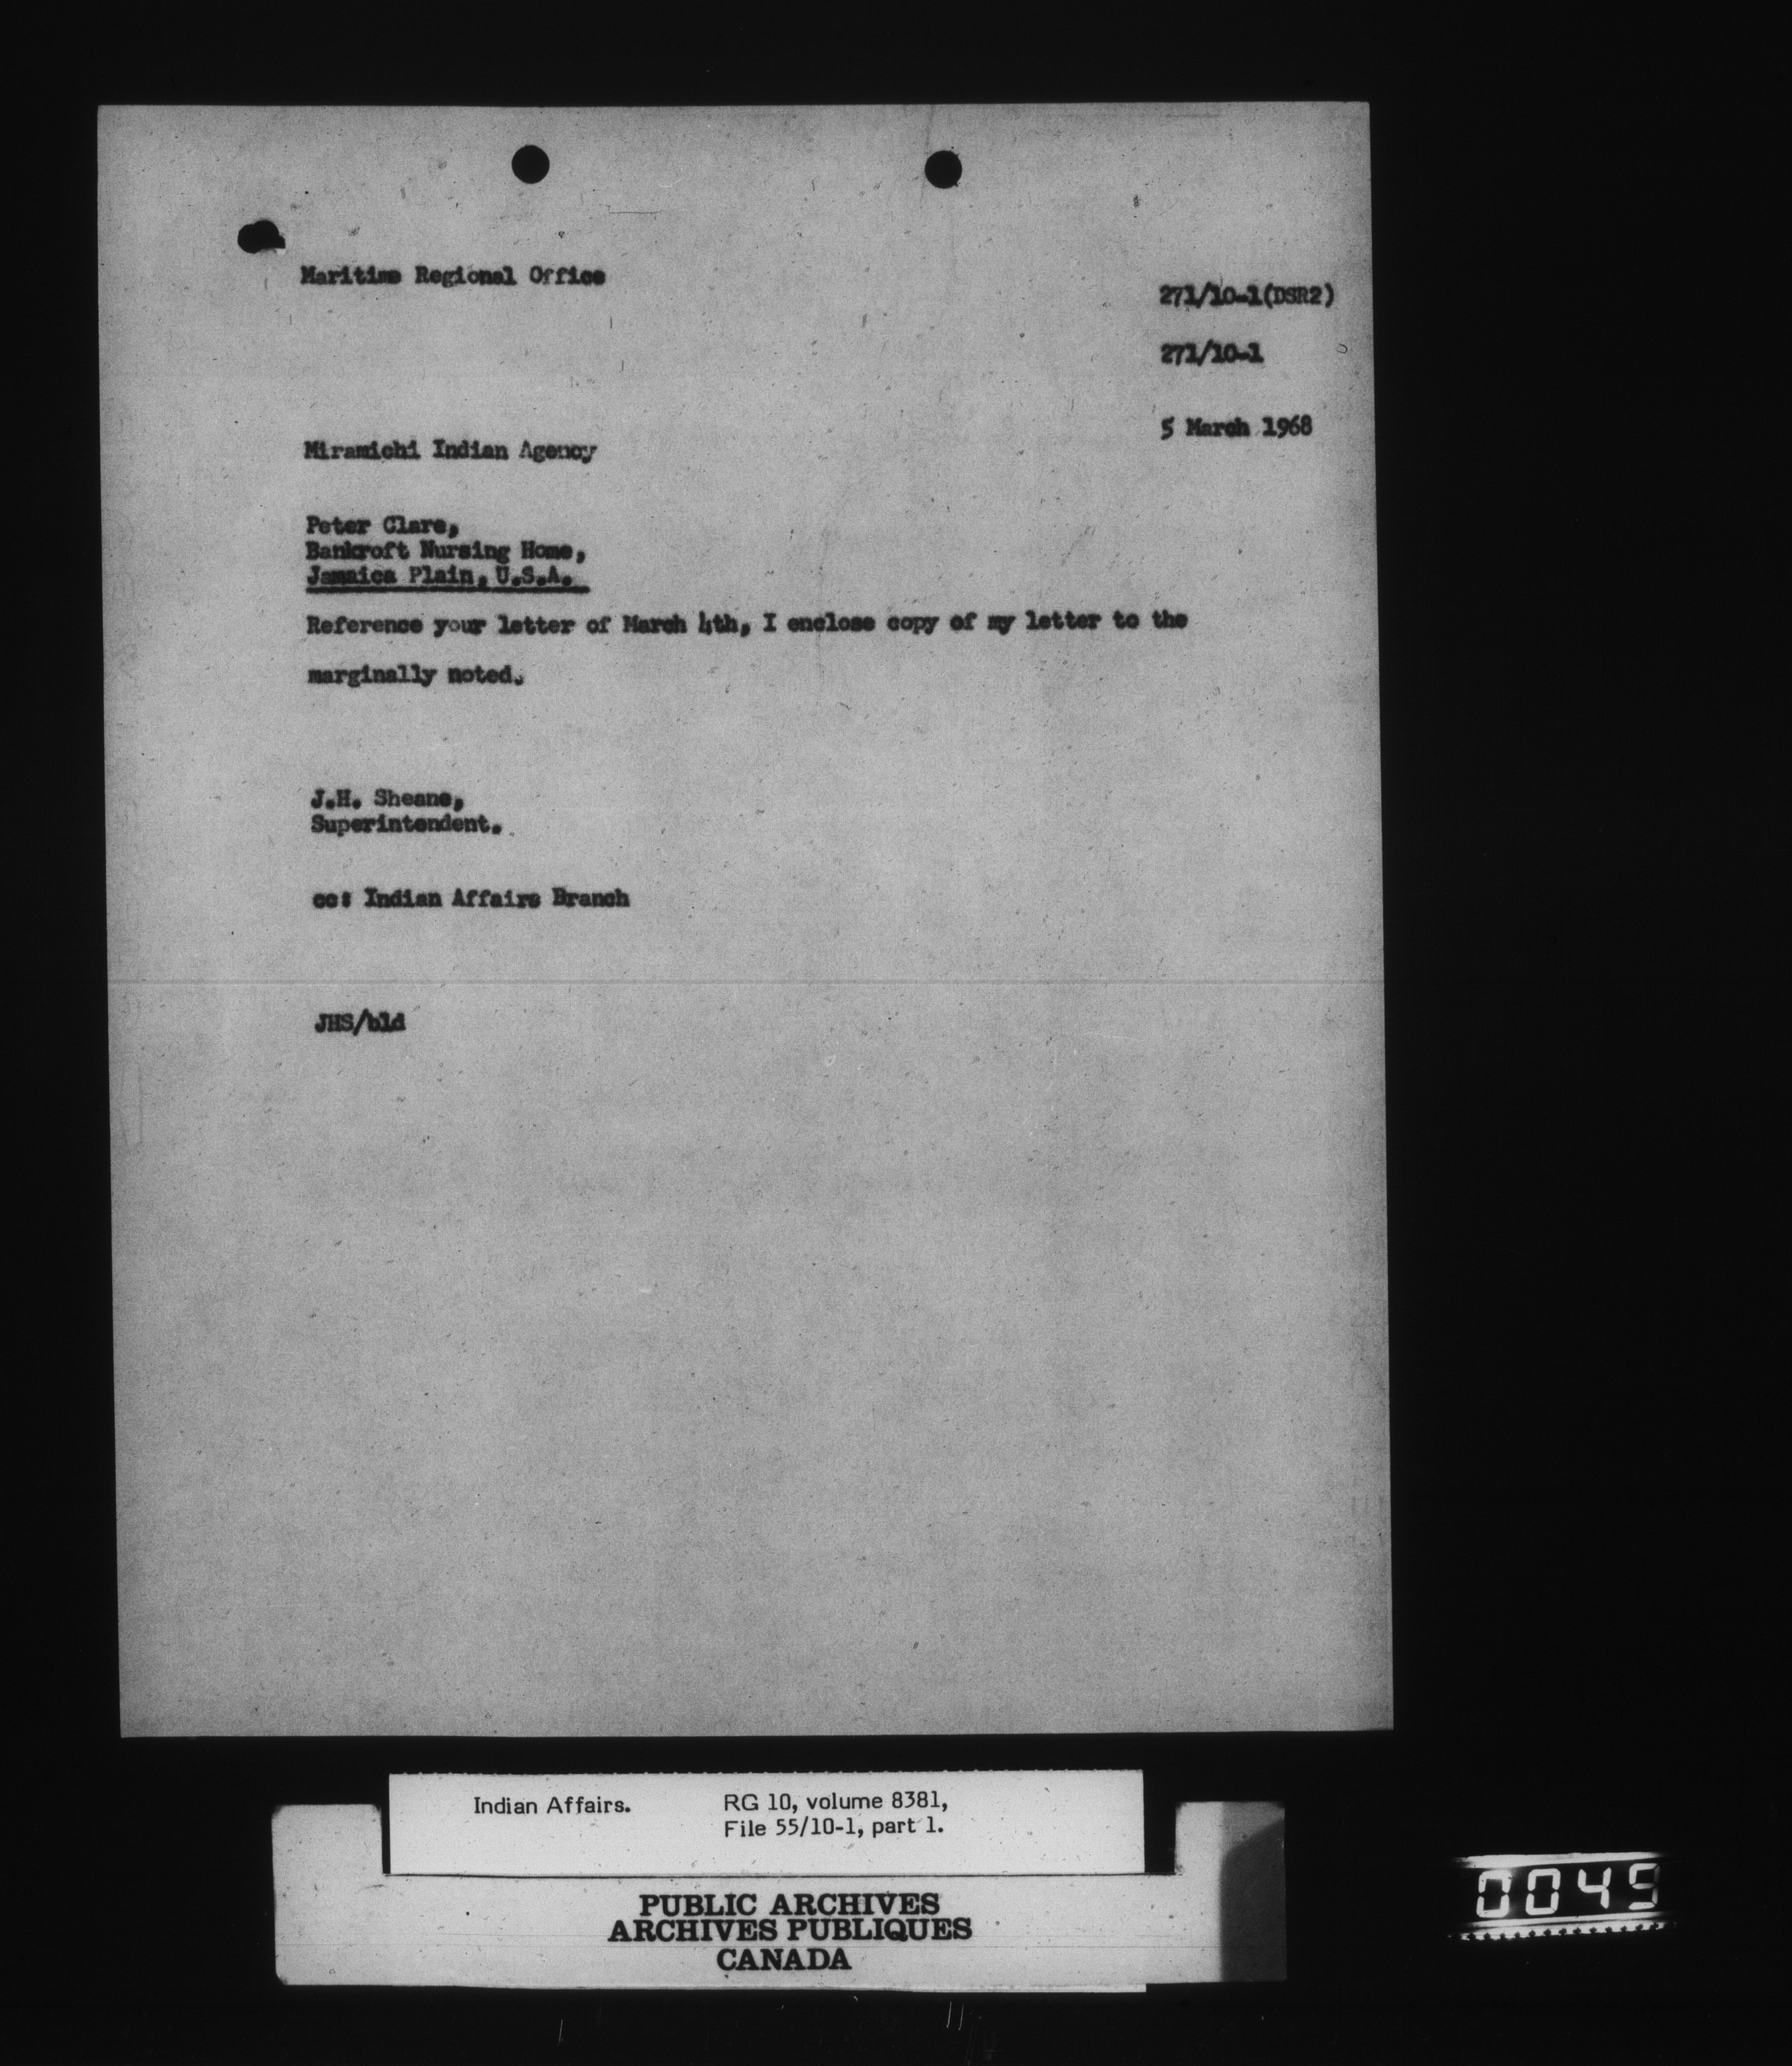 Maritime Regional Office
271/10-1(DSR2)
271/10-1
5 March 1968
Miramichi Indian Agency
Peter Clare,
Bankroft Nursing Home,
Jamaica Plain, U.S.A.
Reference your letter of March 4th, I enclose copy of my letter to the
marginally noted.
J.H. Sheane,
Superintendent.
cc: Indian Affairs Branch
JHS/bld
Indian Affairs. RG 10, volume 8381,
File 55/10-1, part 1.
PUBLIC ARCHIVES
ARCHIVES PUBLIQUES
CANADA
0045